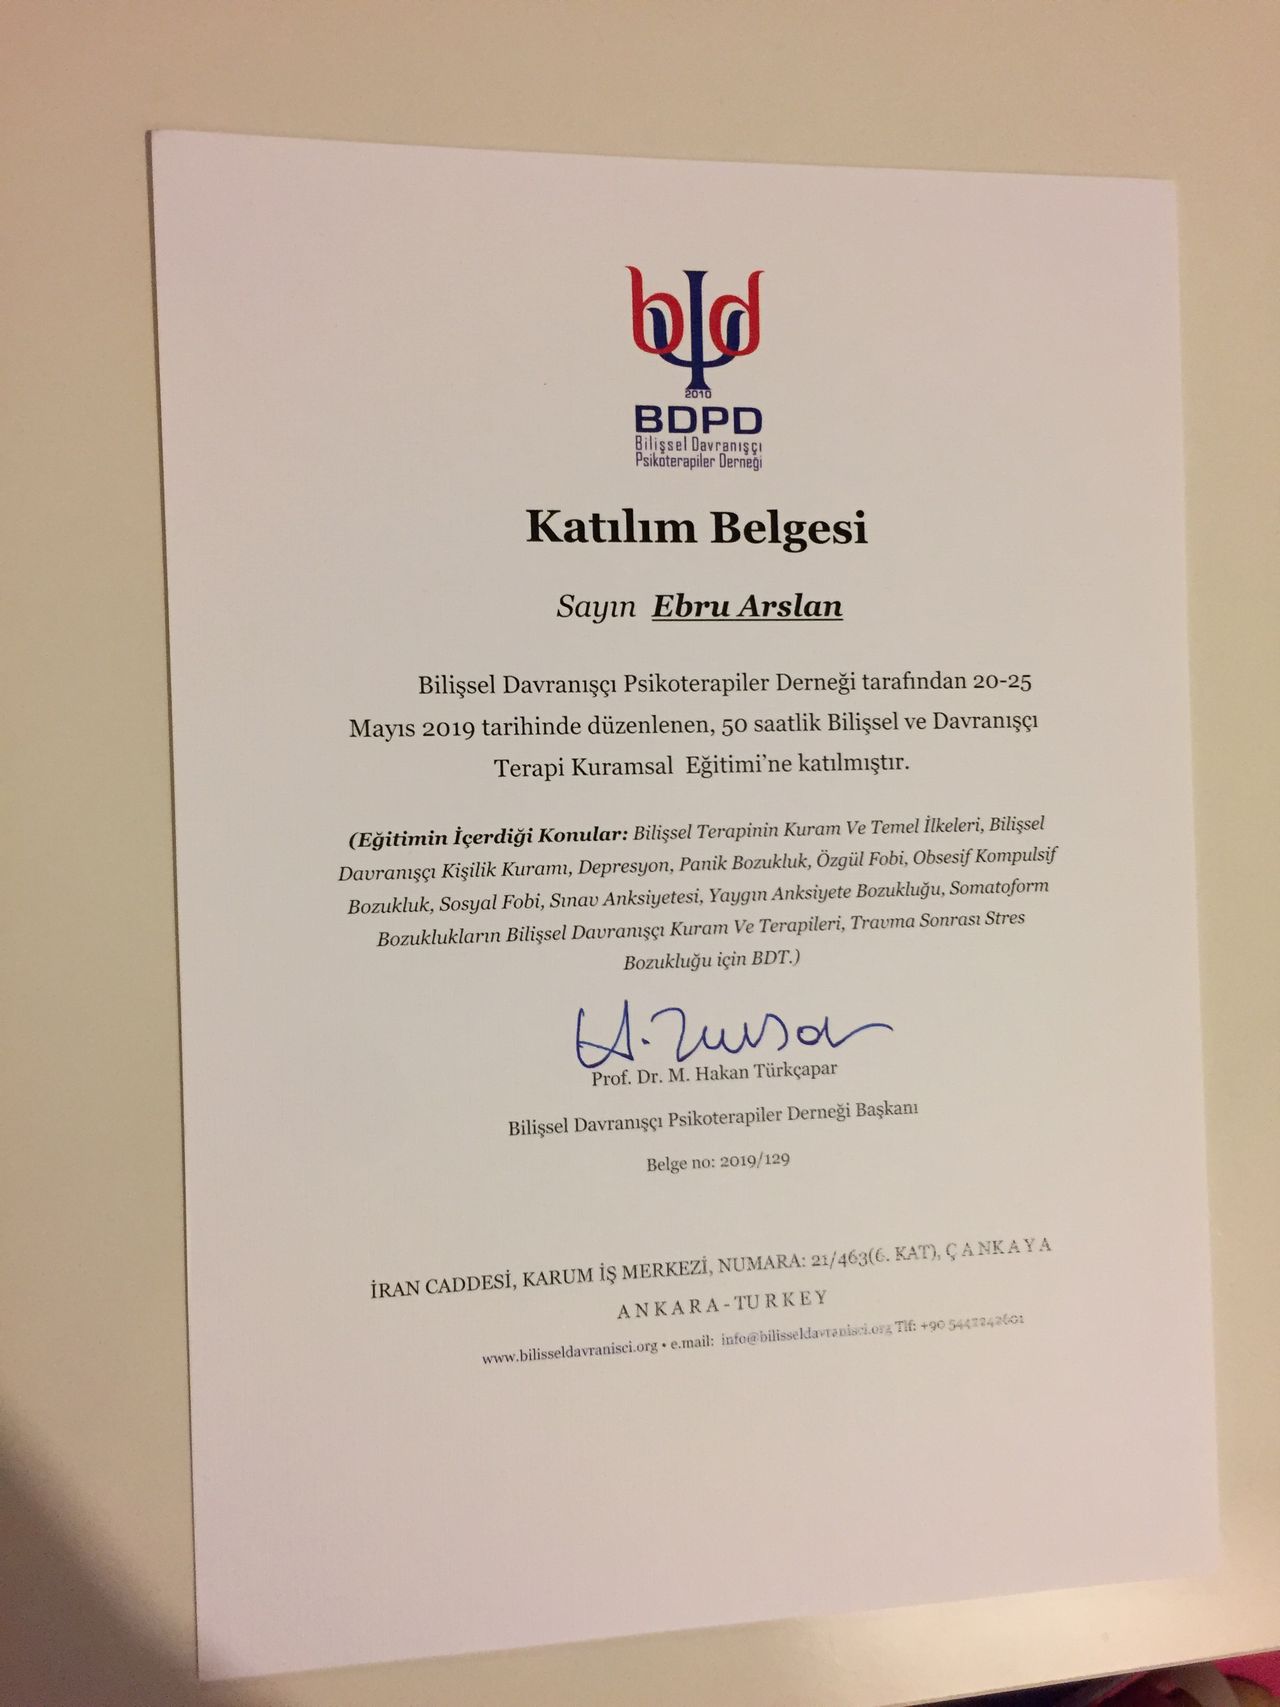 bψd
2010
BDPD
Bilişsel Davranışçı
Psikoterapiler Derneği
Katılım Belgesi
Sayın Ebru Arslan
Bilişsel Davranışçı Psikoterapiler Derneği tarafından 20-25
Mayıs 2019 tarihinde düzenlenen, 50 saatlik Bilişsel ve Davranışçı
Terapi Kuramsal Eğitimi’ne katılmıştır.
(Eğitimin İçerdiği Konular: Bilişsel Terapinin Kuram Ve Temel İlkeleri, Bilişsel
Davranışçı Kişilik Kuramı, Depresyon, Panik Bozukluk, Özgül Fobi, Obsesif Kompulsif
Bozukluk, Sosyal Fobi, Sınav Anksiyetesi, Yaygın Anksiyete Bozukluğu, Somatoform
Bozuklukların Bilişsel Davranışçı Kuram Ve Terapileri, Travma Sonrası Stres
Bozukluğu için BDT.)
Prof. Dr. M. Hakan Türkçapar
Bilişsel Davranışçı Psikoterapiler Derneği Başkanı
Belge no: 2019/129
İRAN CADDESİ, KARUM İŞ MERKEZİ, NUMARA: 21/463(6. KAT), ÇANKAYA
ANKARA-TURKEY
www.bilisseldavranisci.org • e.mail: info@bilisseldavranisci.org Tlf: +90 5447242601